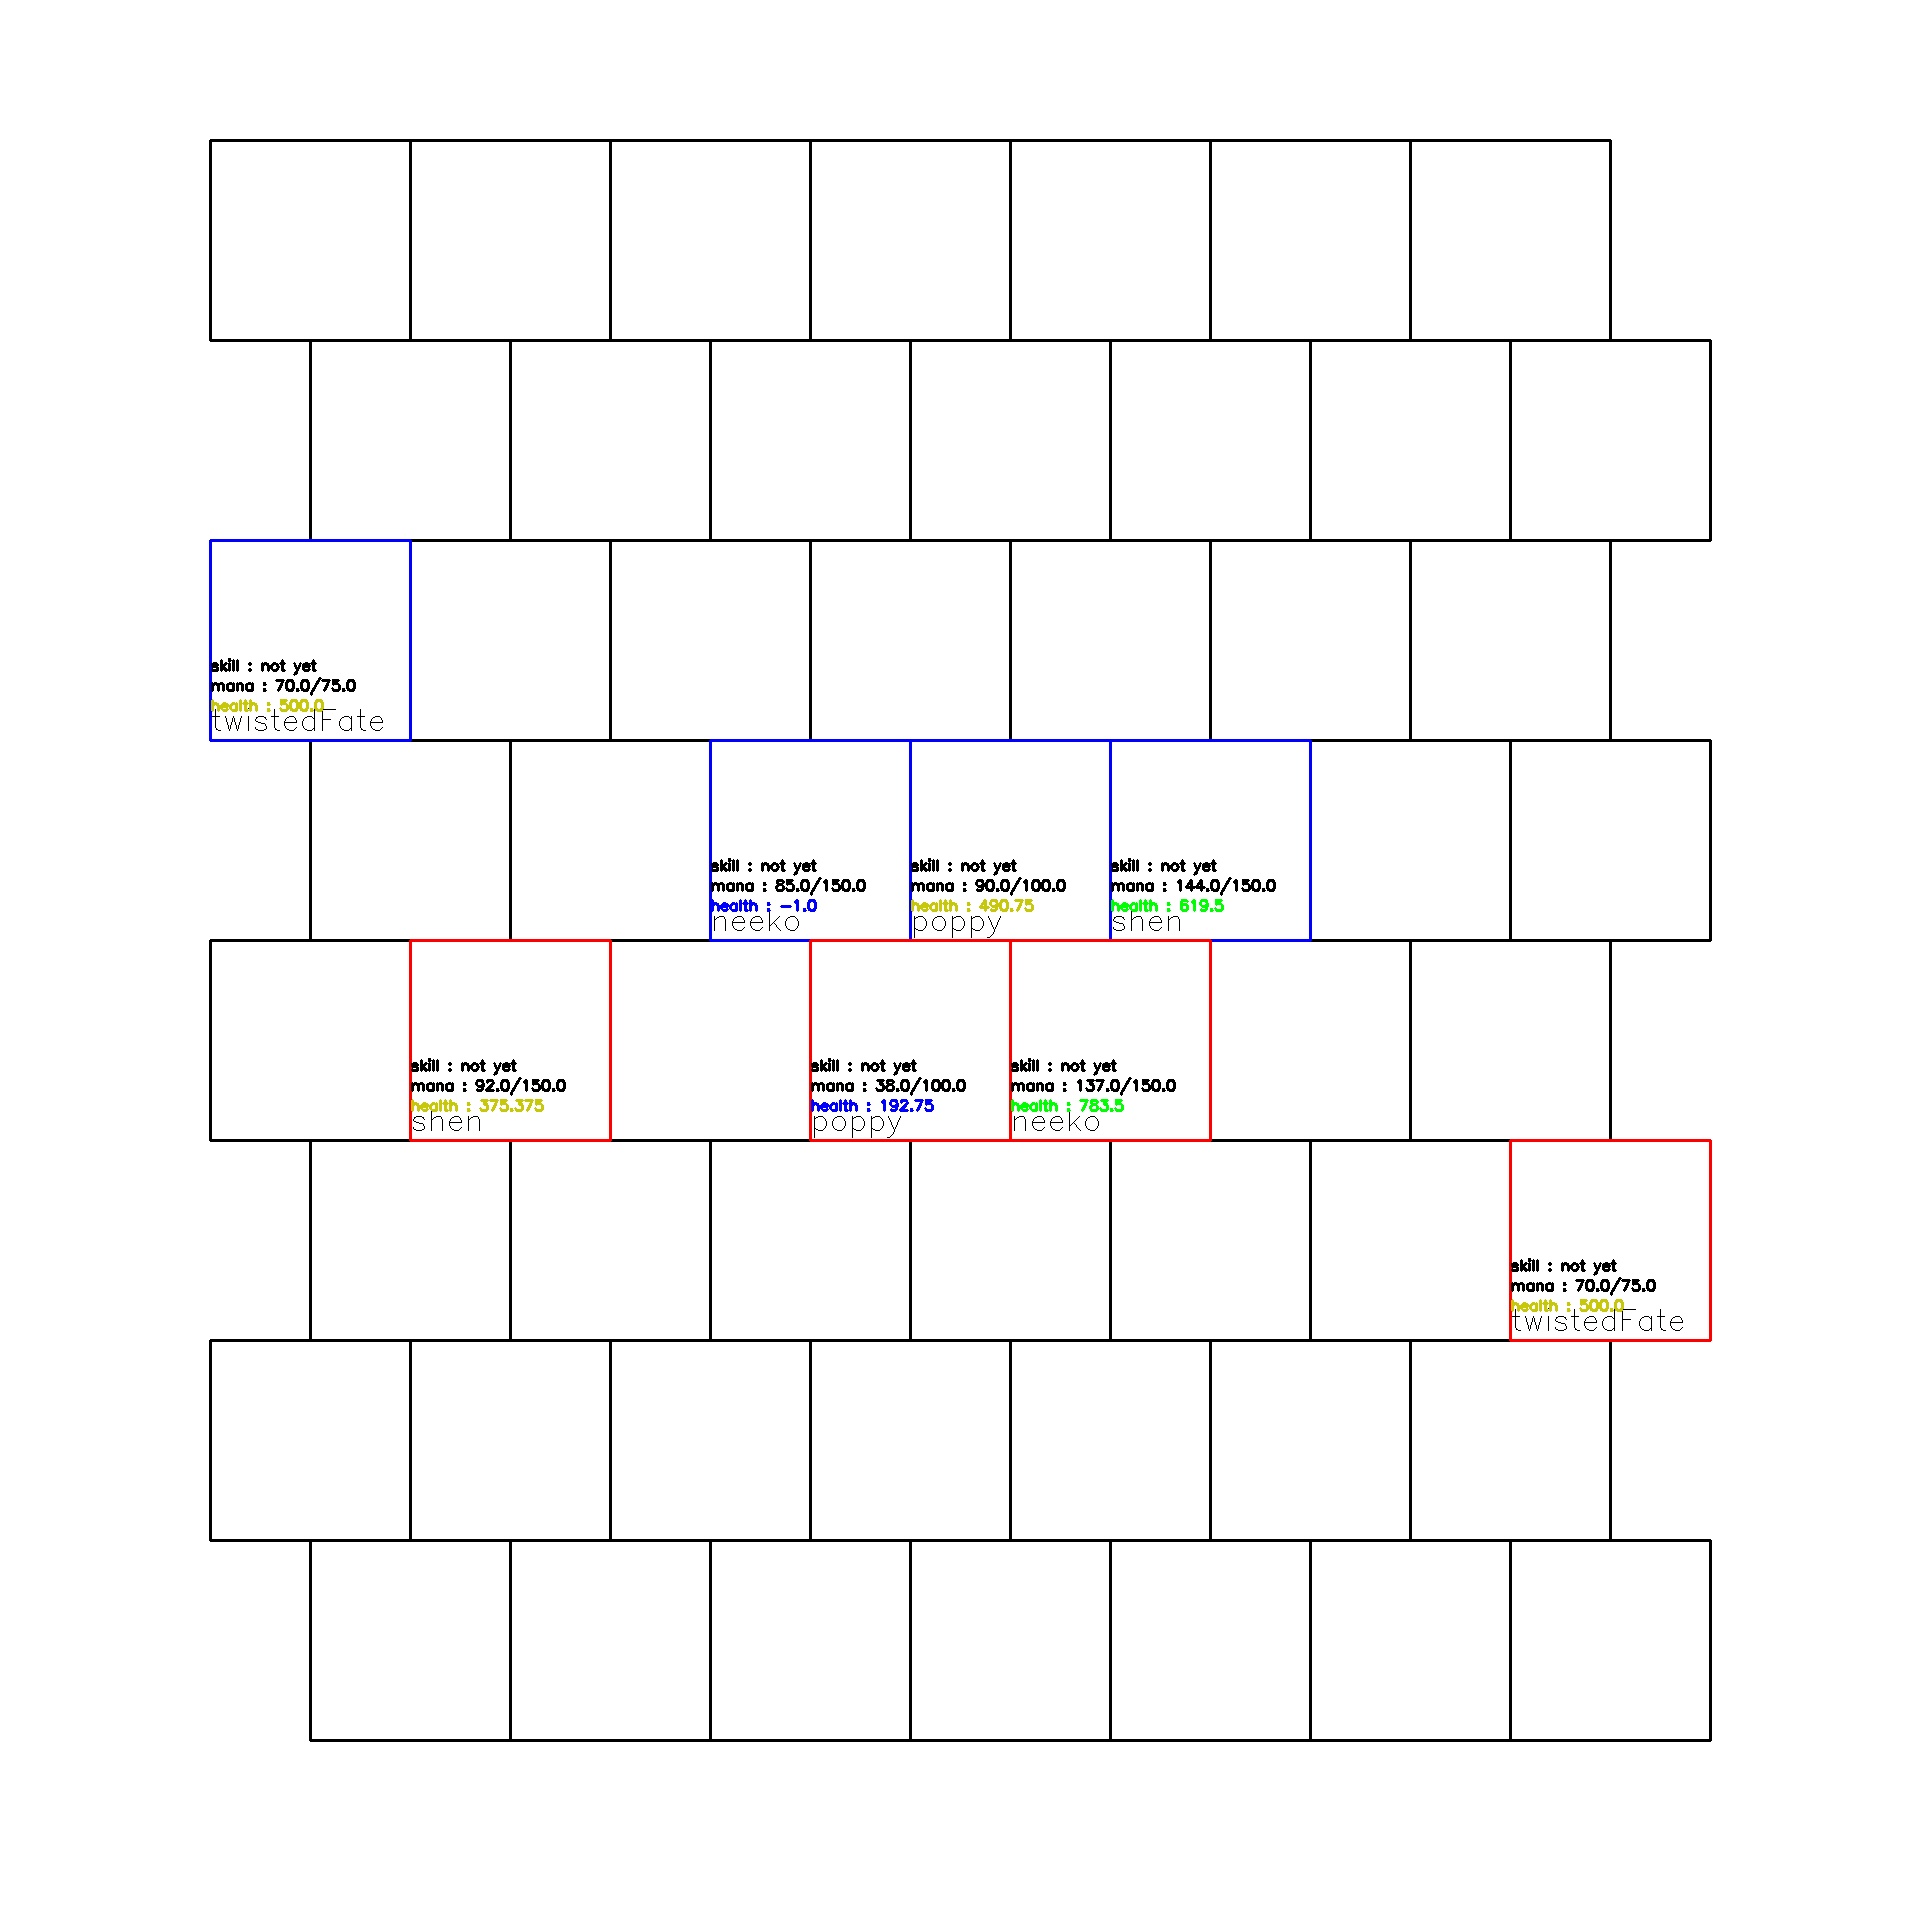 skill : not yet
mana : 70.0/75.0
health : 500.0
twistedFate
skill : not yet
mana : 85.0/150.0
health : -1.0
neeko
skill : not yet
mana : 90.0/100.0
health : 490.75
poppy
skill : not yet
mana : 144.0/150.0
health : 619.5
shen
skill : not yet
mana : 92.0/150.0
health : 375.375
shen
skill : not yet
mana : 38.0/100.0
health : 192.75
poppy
skill : not yet
mana : 137.0/150.0
health : 783.5
neeko
skill : not yet
mana : 70.0/75.0
health : 500.0
twistedFate